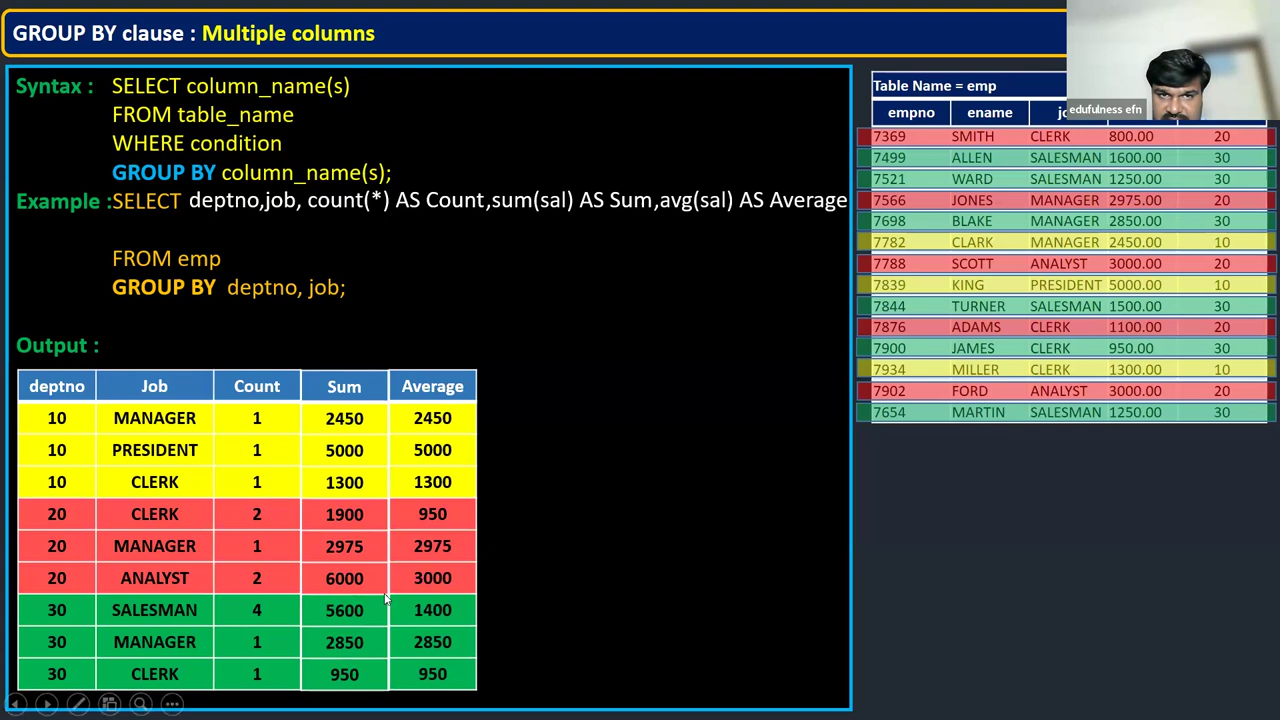 GROUP BY clause : Multiple columns
Syntax : SELECT column_name(s)
FROM table_name
WHERE condition
GROUP BY column_name(s);
Example :SELECT deptno,job, count(*) AS Count,sum(sal) AS Sum,avg(sal) AS Average
FROM emp
GROUP BY deptno, job;
Output :
deptno Job Count Sum Average
10 MANAGER 1 2450 2450
10 PRESIDENT 1 5000 5000
10 CLERK 1 1300 1300
20 CLERK 2 1900 950
20 MANAGER 1 2975 2975
20 ANALYST 2 6000 3000
30 SALESMAN 4 5600 1400
30 MANAGER 1 2850 2850
30 CLERK 1 950 950
Table Name = emp
edufulness efn
empno ename
7369 SMITH CLERK 800.00 20
7499 ALLEN SALESMAN 1600.00 30
7521 WARD SALESMAN 1250.00 30
7566 JONES MANAGER 2975.00 20
7698 BLAKE MANAGER 2850.00 30
7782 CLARK MANAGER 2450.00 10
7788 SCOTT ANALYST 3000.00 20
7839 KING PRESIDENT 5000.00 10
7844 TURNER SALESMAN 1500.00 30
7876 ADAMS CLERK 1100.00 20
7900 JAMES CLERK 950.00 30
7934 MILLER CLERK 1300.00 10
7902 FORD ANALYST 3000.00 20
7654 MARTIN SALESMAN 1250.00 30